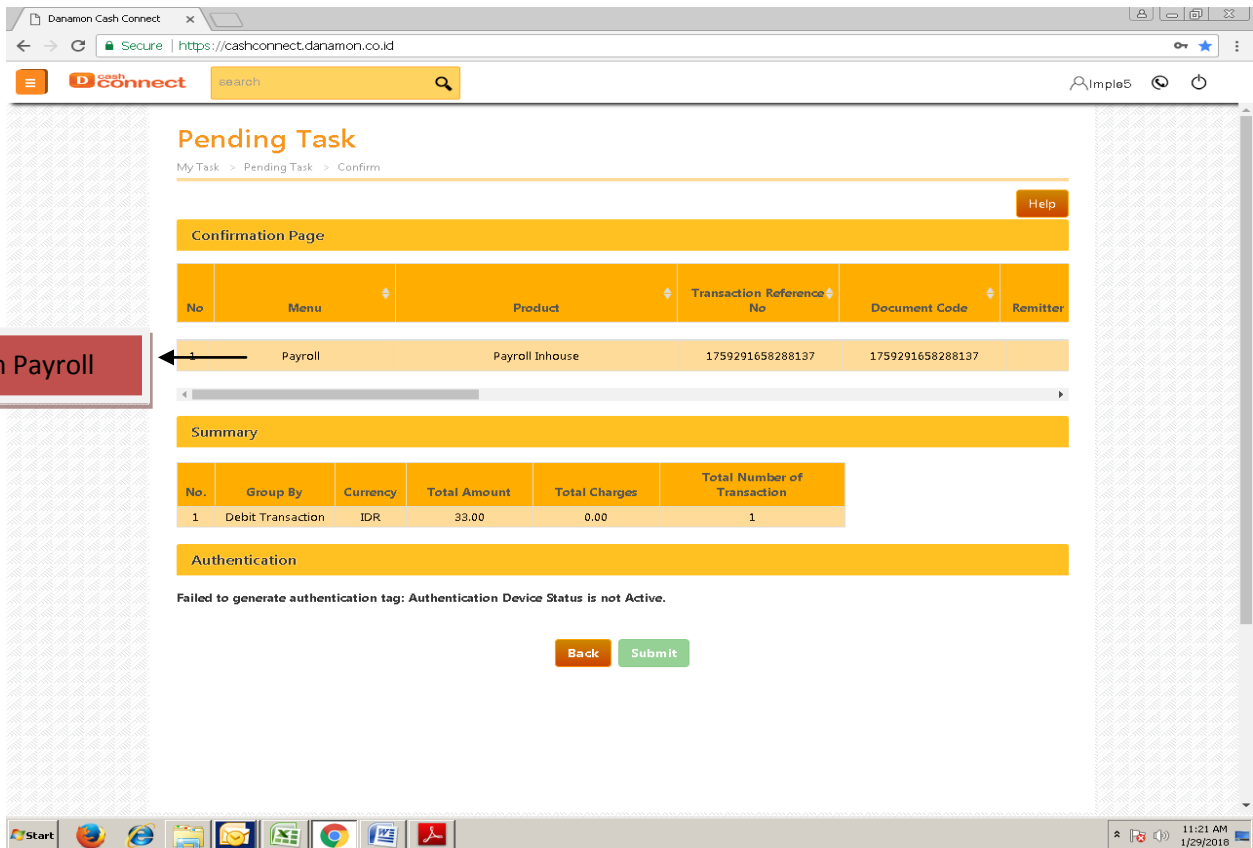 Danamon Cash Connect
Secure | https://cashconnect.danamon.co.id
D cash connect
search
Imple5
Pending Task
My Task > Pending Task > Confirm
Help
Confirmation Page
No Menu Product Transaction Reference No Document Code Remitter
1 Payroll Payroll Inhouse 1759291658288137 1759291658288137
n Payroll
Summary
No. Group By Currency Total Amount Total Charges Total Number of Transaction
1 Debit Transaction IDR 33.00 0.00 1
Authentication
Failed to generate authentication tag: Authentication Device Status is not Active.
Back Submit
Start
11:21 AM
1/29/2018